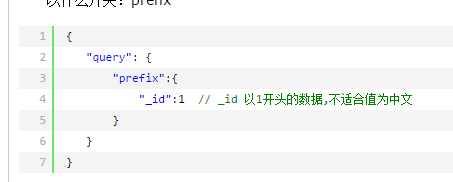 以什么开头：prefix
1 {
2 "query": {
3 "prefix":{
4 "_id":1 // _id 以1开头的数据,不适合值为中文
5 }
6 }
7 }